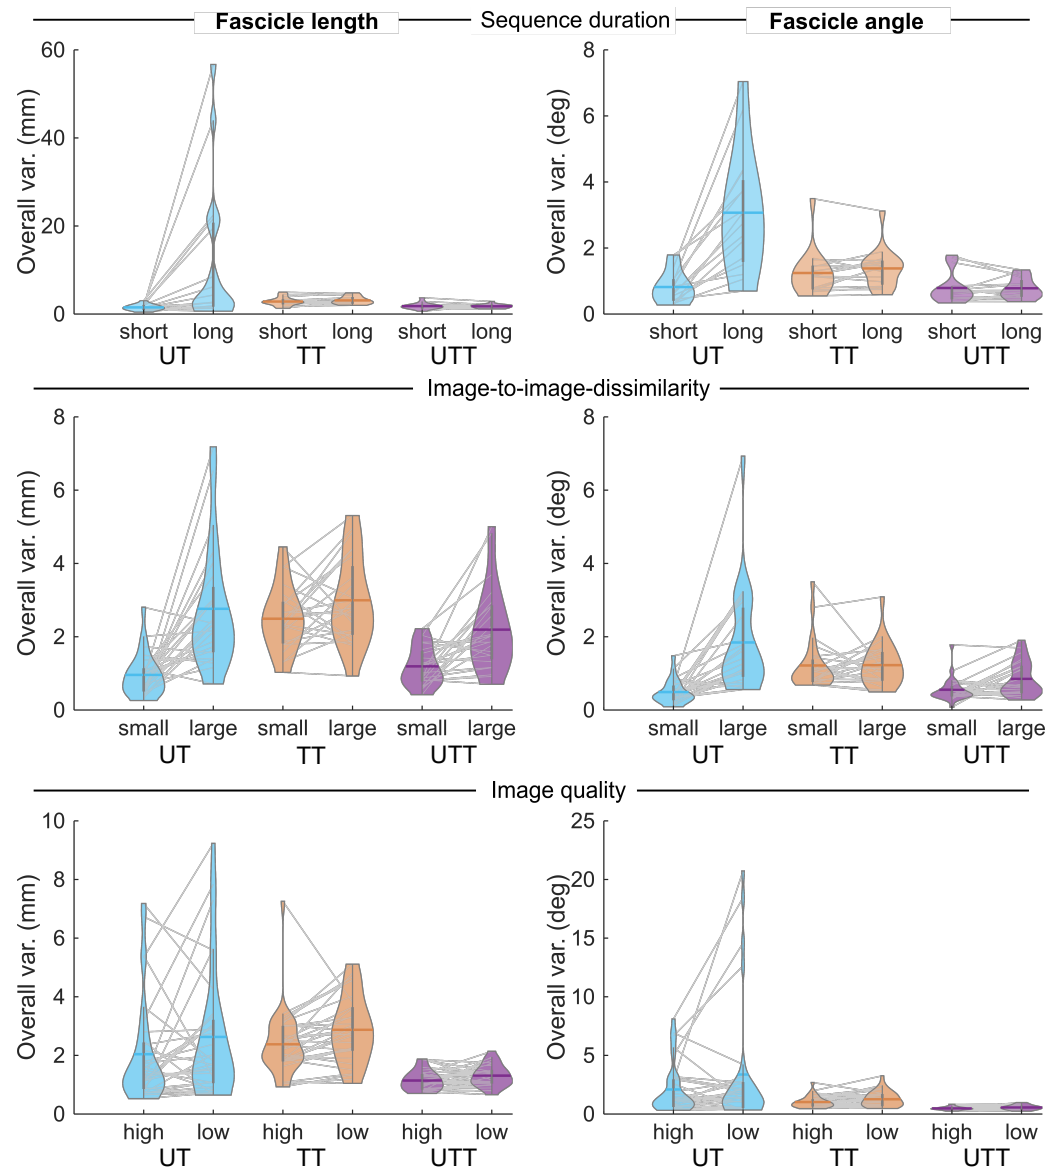 Fascicle length Sequence duration Fascicle angle
Overall var. (mm)
60
40
20
0
short long short long short long
UT TT UTT
Overall var. (deg)
8
6
4
2
0
short long short long short long
UT TT UTT
Image-to-image-dissimilarity
Overall var. (mm)
8
6
4
2
0
small large small large small large
UT TT UTT
Overall var. (deg)
8
6
4
2
0
small large small large small large
UT TT UTT
Image quality
Overall var. (mm)
10
8
6
4
2
0
high low high low high low
UT TT UTT
Overall var. (deg)
25
20
15
10
5
0
high low high low high low
UT TT UTT